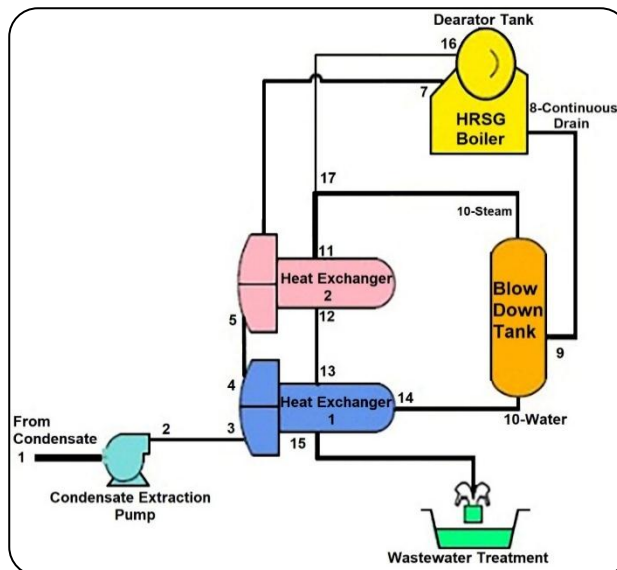 Dearator Tank
16
7
HRSG
Boiler
8-Continuous
Drain
17
10-Steam
11
Heat Exchanger
2
12
Blow
Down
Tank
9
5
4
13
Heat Exchanger
1
14
10-Water
From
Condensate
1
2
3
15
Condensate Extraction
Pump
Wastewater Treatment